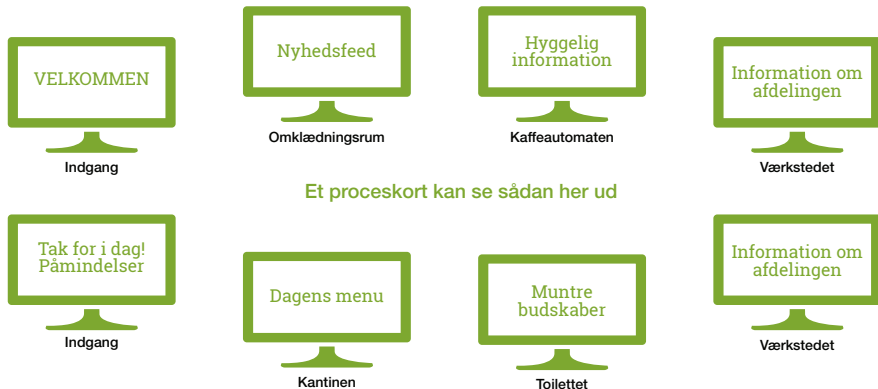 VELKOMMEN
Indgang
Nyhedsfeed
Omklædningsrum
Hyggelig
information
Kaffeautomaten
Information om
afdelingen
Værkstedet
Et proceskort kan se sådan her ud
Tak for i dag!
Påmindelser
Indgang
Dagens menu
Kantinen
Muntre
budskaber
Toilettet
Information om
afdelingen
Værkstedet